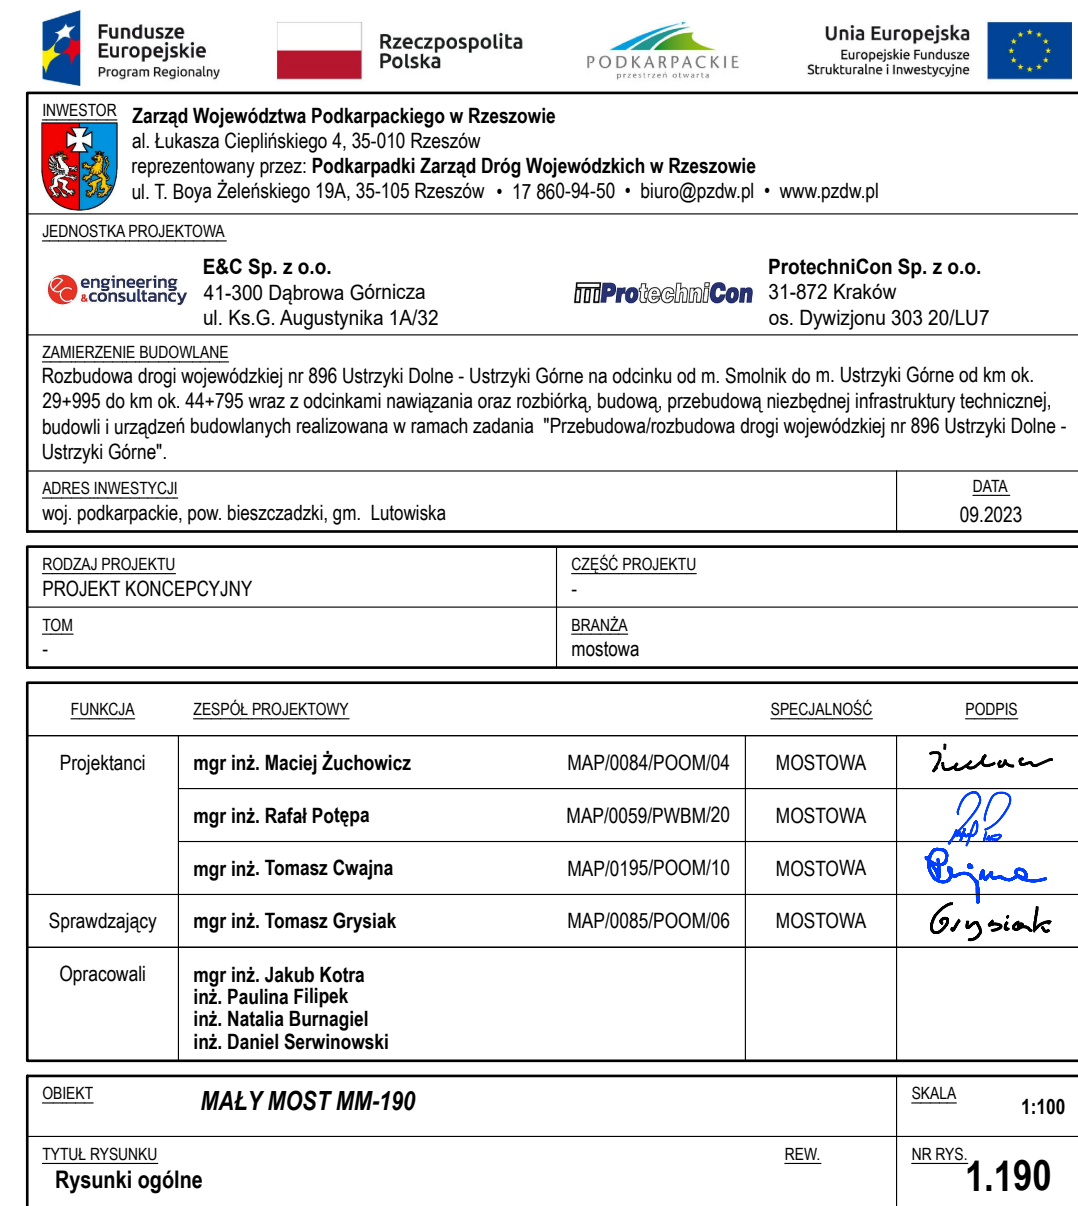 Fundusze
Europejskie
Program Regionalny
Rzeczpospolita
Polska
PODKARPACKIE
przestrzeń otwarta
Unia Europejska
Europejskie Fundusze
Strukturalne i Inwestycyjne
INWESTOR
Zarząd Województwa Podkarpackiego w Rzeszowie
al. Łukasza Cieplińskiego 4, 35-010 Rzeszów
reprezentowany przez: Podkarpadki Zarząd Dróg Wojewódzkich w Rzeszowie
ul. T. Boya Żeleńskiego 19A, 35-105 Rzeszów • 17 860-94-50 • biuro@pzdw.pl • www.pzdw.pl
JEDNOSTKA PROJEKTOWA
engineering
&consultancy
E&C Sp. z o.o.
41-300 Dąbrowa Górnicza
ul. Ks.G. Augustynika 1A/32
ProtechniCon
ProtechniCon Sp. z o.o.
31-872 Kraków
os. Dywizjonu 303 20/LU7
ZAMIERZENIE BUDOWLANE
Rozbudowa drogi wojewódzkiej nr 896 Ustrzyki Dolne - Ustrzyki Górne na odcinku od m. Smolnik do m. Ustrzyki Górne od km ok.
29+995 do km ok. 44+795 wraz z odcinkami nawiązania oraz rozbiórką, budową, przebudową niezbędnej infrastruktury technicznej,
budowli i urządzeń budowlanych realizowana w ramach zadania "Przebudowa/rozbudowa drogi wojewódzkiej nr 896 Ustrzyki Dolne -
Ustrzyki Górne".
ADRES INWESTYCJI
woj. podkarpackie, pow. bieszczadzki, gm. Lutowiska
DATA
09.2023
RODZAJ PROJEKTU
PROJEKT KONCEPCYJNY
CZĘŚĆ PROJEKTU
-
TOM
-
BRANŻA
mostowa
FUNKCJA ZESPÓŁ PROJEKTOWY SPECJALNOŚĆ PODPIS
Projektanci mgr inż. Maciej Żuchowicz MAP/0084/POOM/04 MOSTOWA
mgr inż. Rafał Potępa MAP/0059/PWBM/20 MOSTOWA
mgr inż. Tomasz Cwajna MAP/0195/POOM/10 MOSTOWA
Sprawdzający mgr inż. Tomasz Grysiak MAP/0085/POOM/06 MOSTOWA Grysiak
Opracowali mgr inż. Jakub Kotra
inż. Paulina Filipek
inż. Natalia Burnagiel
inż. Daniel Serwinowski
OBIEKT MAŁY MOST MM-190
SKALA 1:100
TYTUŁ RYSUNKU REW.
Rysunki ogólne
NR RYS. 1.190